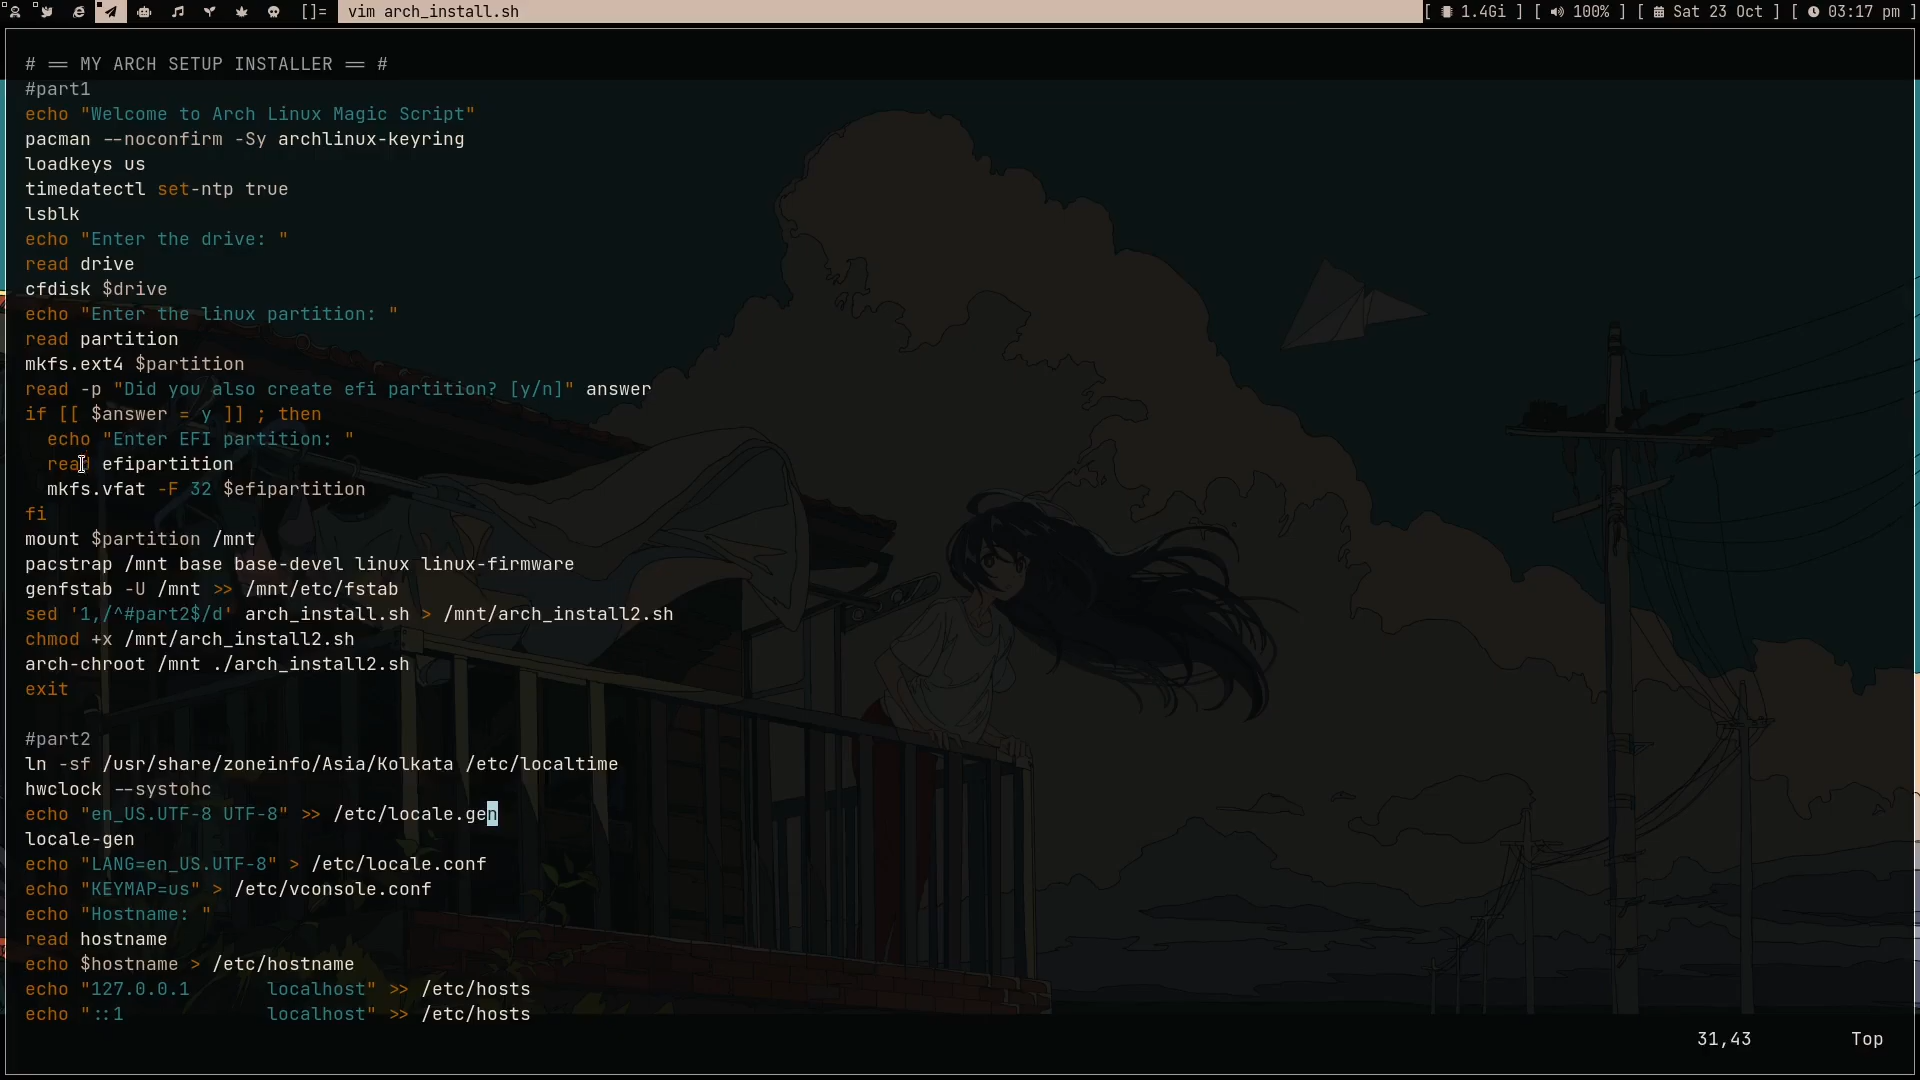 []= vim arch_install.sh [ 1.4Gi ] [ 100% ] [ Sat 23 Oct ] [ 03:17 pm ]
# == MY ARCH SETUP INSTALLER == #
#part1
echo "Welcome to Arch Linux Magic Script"
pacman --noconfirm -Sy archlinux-keyring
loadkeys us
timedatectl set-ntp true
lsblk
echo "Enter the drive: "
read drive
cfdisk $drive
echo "Enter the linux partition: "
read partition
mkfs.ext4 $partition
read -p "Did you also create efi partition? [y/n]" answer
if [[ $answer = y ]] ; then
  echo "Enter EFI partition: "
  read efipartition
  mkfs.vfat -F 32 $efipartition
fi
mount $partition /mnt
pacstrap /mnt base base-devel linux linux-firmware
genfstab -U /mnt >> /mnt/etc/fstab
sed '1,/^#part2$/d' arch_install.sh > /mnt/arch_install2.sh
chmod +x /mnt/arch_install2.sh
arch-chroot /mnt ./arch_install2.sh
exit
#part2
ln -sf /usr/share/zoneinfo/Asia/Kolkata /etc/localtime
hwclock --systohc
echo "en_US.UTF-8 UTF-8" >> /etc/locale.gen
locale-gen
echo "LANG=en_US.UTF-8" > /etc/locale.conf
echo "KEYMAP=us" > /etc/vconsole.conf
echo "Hostname: "
read hostname
echo $hostname > /etc/hostname
echo "127.0.0.1       localhost" >> /etc/hosts
echo "::1             localhost" >> /etc/hosts
31,43 Top